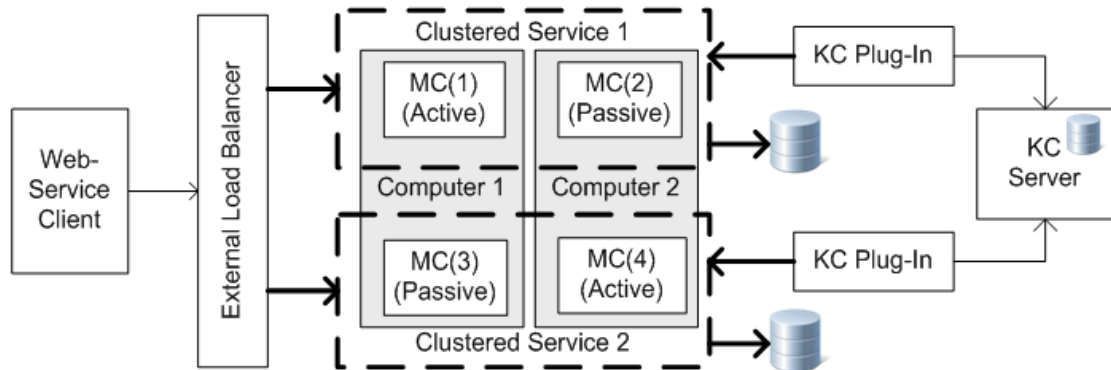 Web-
Service
Client
External Load Balancer
Clustered Service 1
MC(1)
(Active)
MC(2)
(Passive)
Computer 1
Computer 2
MC(3)
(Passive)
MC(4)
(Active)
Clustered Service 2
KC Plug-In
KC
Server
KC Plug-In